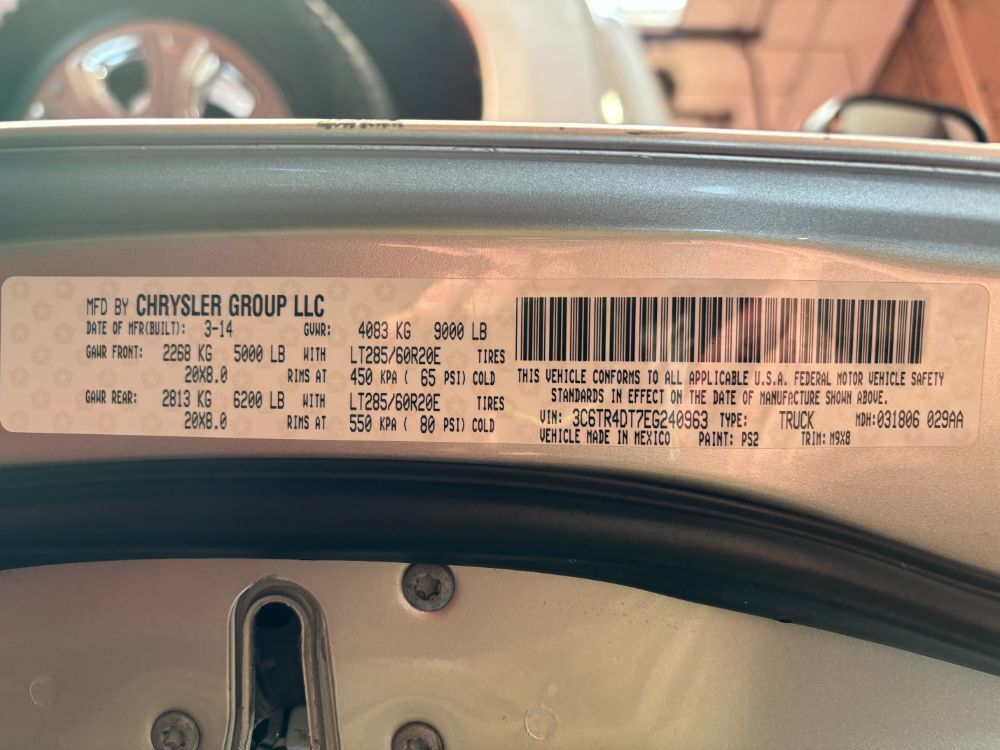 MFD BY CHRYSLER GROUP LLC
DATE OF MFR(BUILT): 3-14 GVWR: 4083 KG 9000 LB
GAWR FRONT: 2268 KG 5000 LB WITH LT285/60R20E TIRES
20X8.0 RIMS AT 450 KPA ( 65 PSI) COLD
GAWR REAR: 2813 KG 6200 LB WITH LT285/60R20E TIRES
20X8.0 RIMS AT 550 KPA ( 80 PSI) COLD
THIS VEHICLE CONFORMS TO ALL APPLICABLE U.S.A. FEDERAL MOTOR VEHICLE SAFETY
STANDARDS IN EFFECT ON THE DATE OF MANUFACTURE SHOWN ABOVE.
VIN: 3C6TR4DT7EG240963 TYPE: TRUCK MDH:031806 029AA
VEHICLE MADE IN MEXICO PAINT: PS2 TRIM: M9X8